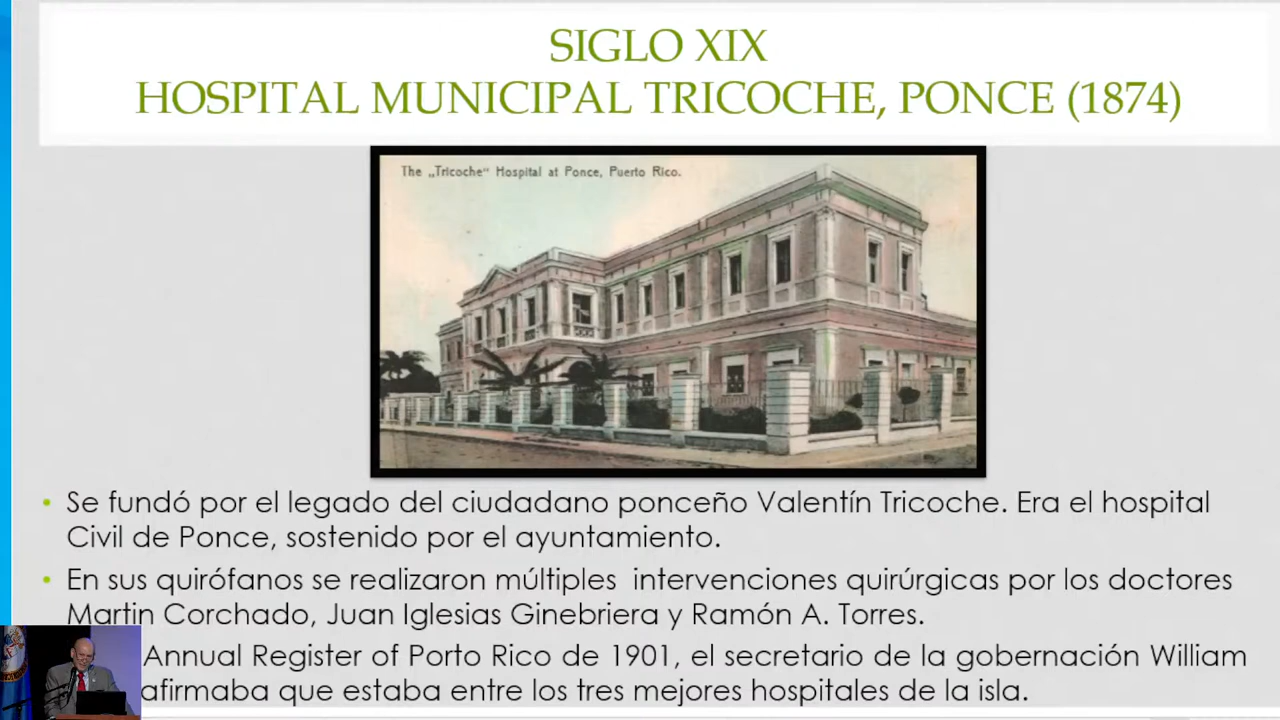 SIGLO XIX
HOSPITAL MUNICIPAL TRICOCHE, PONCE (1874)
The „Tricoche“ Hospital at Ponce, Puerto Rico.
• Se fundó por el legado del ciudadano ponceño Valentín Tricoche. Era el hospital
Civil de Ponce, sostenido por el ayuntamiento.
• En sus quirófanos se realizaron múltiples intervenciones quirúrgicas por los doctores
Martin Corchado, Juan Iglesias Ginebriera y Ramón A. Torres.
Annual Register of Porto Rico de 1901, el secretario de la gobernación William
afirmaba que estaba entre los tres mejores hospitales de la isla.